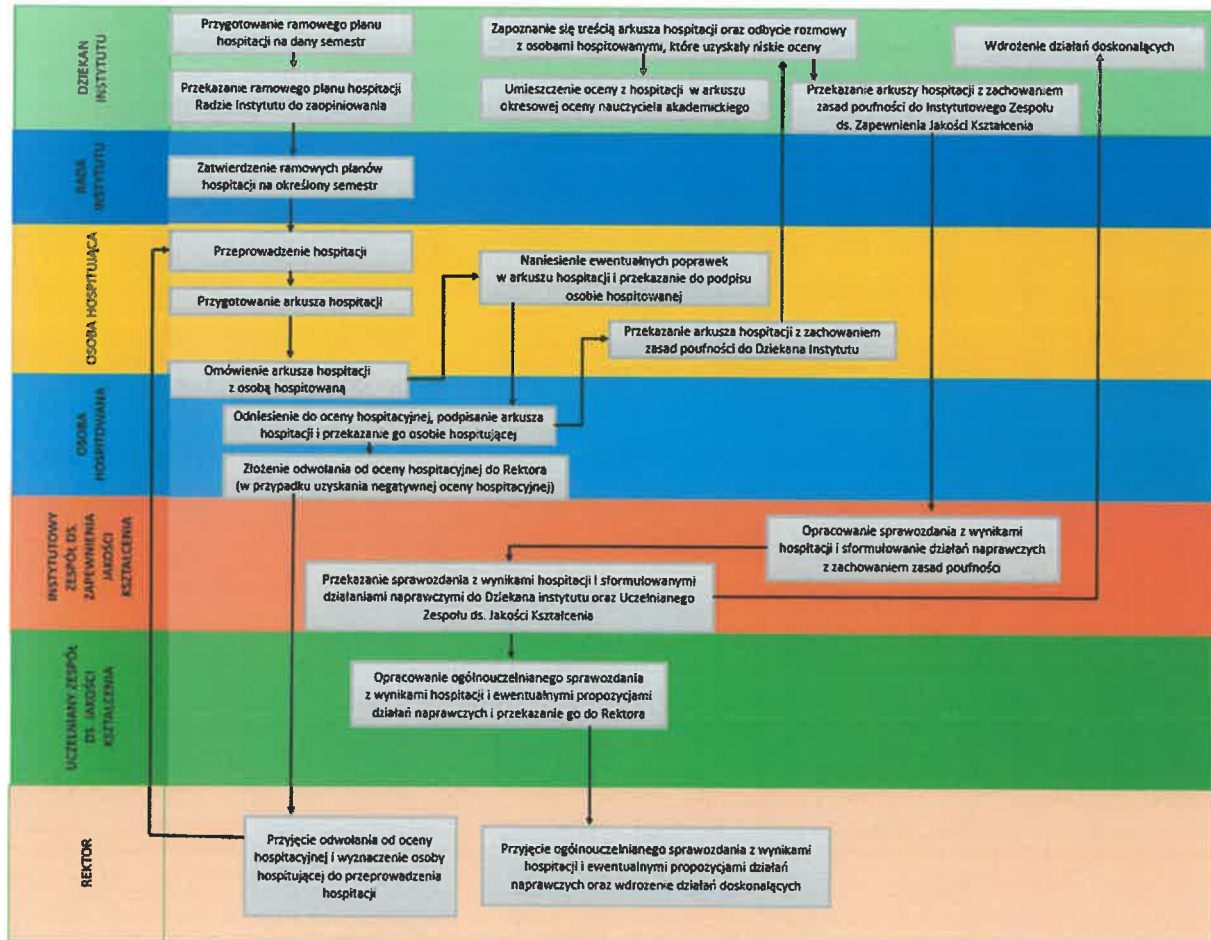 DZIEKAN
INSTYTUTU
Przygotowanie ramowego planu
hospitacji na dany semestr
Zapoznanie się treścią arkusza hospitacji oraz odbycie rozmowy
z osobami hospitowanymi, które uzyskały niskie oceny
Wdrożenie działań doskonalących
Przekazanie ramowego planu hospitacji
Radzie Instytutu do zaopiniowania
Umieszczenie oceny z hospitacji w arkuszu
okresowej oceny nauczyciela akademickiego
Przekazanie arkuszy hospitacji z zachowaniem
zasad poufności do Instytutowego Zespołu
ds. Zapewnienia Jakości Kształcenia
RADA
INSTYTUTU
Zatwierdzenie ramowych planów
hospitacji na określony semestr
OSOBA HOSPITUJĄCA
Przeprowadzenie hospitacji
Naniesienie ewentualnych poprawek
w arkuszu hospitacji i przekazanie do podpisu
osobie hospitowanej
Przygotowanie arkusza hospitacji
Przekazanie arkusza hospitacji z zachowaniem
zasad poufności do Dziekana Instytutu
Omówienie arkusza hospitacji
z osobą hospitowaną
OSOBA
HOSPITOWANA
Odniesienie do oceny hospitacyjnej, podpisanie arkusza
hospitacji i przekazanie go osobie hospitującej
Złożenie odwołania od oceny hospitacyjnej do Rektora
(w przypadku uzyskania negatywnej oceny hospitacyjnej)
INSTYTUTOWY
ZESPÓŁ DS.
ZAPEWNIENIA
JAKOŚCI
KSZTAŁCENIA
Opracowanie sprawozdania z wynikami
hospitacji i sformułowanie działań naprawczych
z zachowaniem zasad poufności
Przekazanie sprawozdania z wynikami hospitacji i sformułowanymi
działaniami naprawczymi do Dziekana instytutu oraz Uczelnianego
Zespołu ds. Jakości Kształcenia
UCZELNIANY ZESPÓŁ
DS. JAKOŚCI
KSZTAŁCENIA
Opracowanie ogólnouczelnianego sprawozdania
z wynikami hospitacji i ewentualnymi propozycjami
działań naprawczych i przekazanie go do Rektora
REKTOR
Przyjęcie odwołania od oceny
hospitacyjnej i wyznaczenie osoby
hospitującej do przeprowadzenia
hospitacji
Przyjęcie ogólnouczelnianego sprawozdania z wynikami
hospitacji i ewentualnymi propozycjami działań
naprawczych oraz wdrożenie działań doskonalących